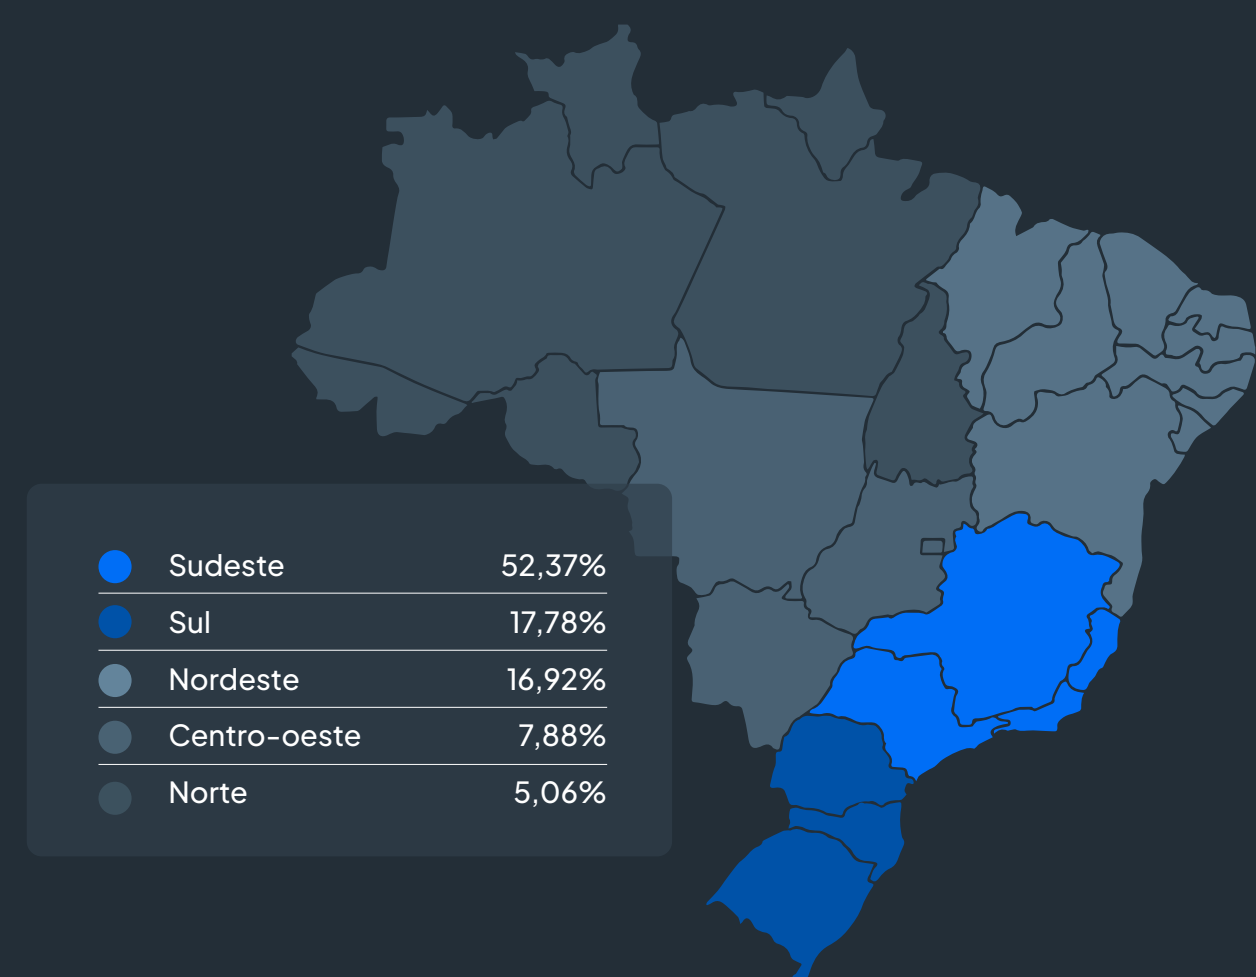 Sudeste 52,37%
Sul 17,78%
Nordeste 16,92%
Centro-oeste 7,88%
Norte 5,06%